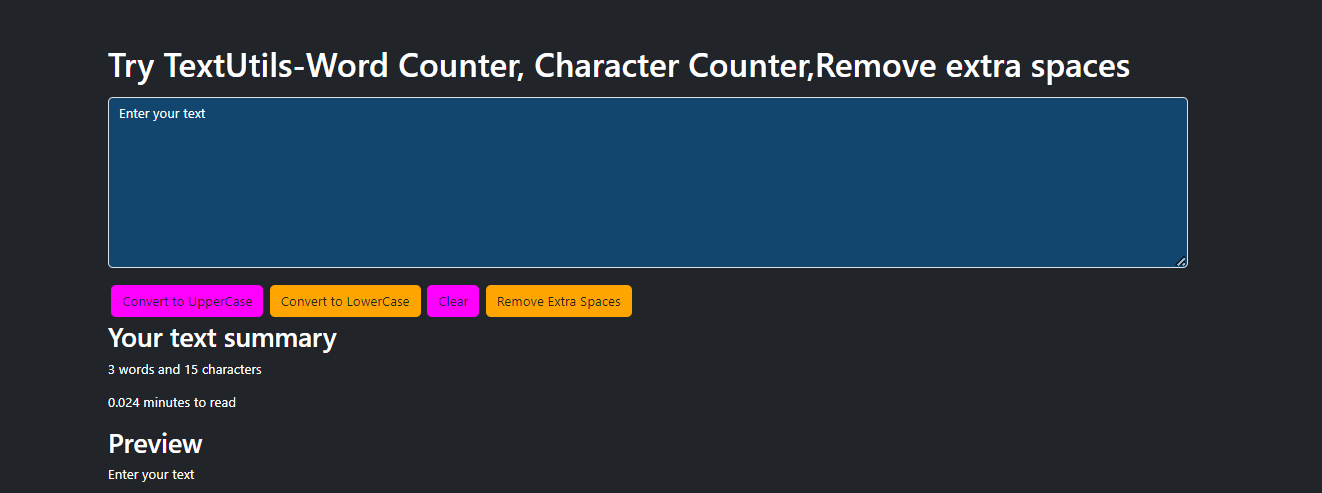 Try TextUtils-Word Counter, Character Counter,Remove extra spaces
Enter your text
Convert to UpperCase Convert to LowerCase Clear Remove Extra Spaces
Your text summary
3 words and 15 characters
0.024 minutes to read
Preview
Enter your text